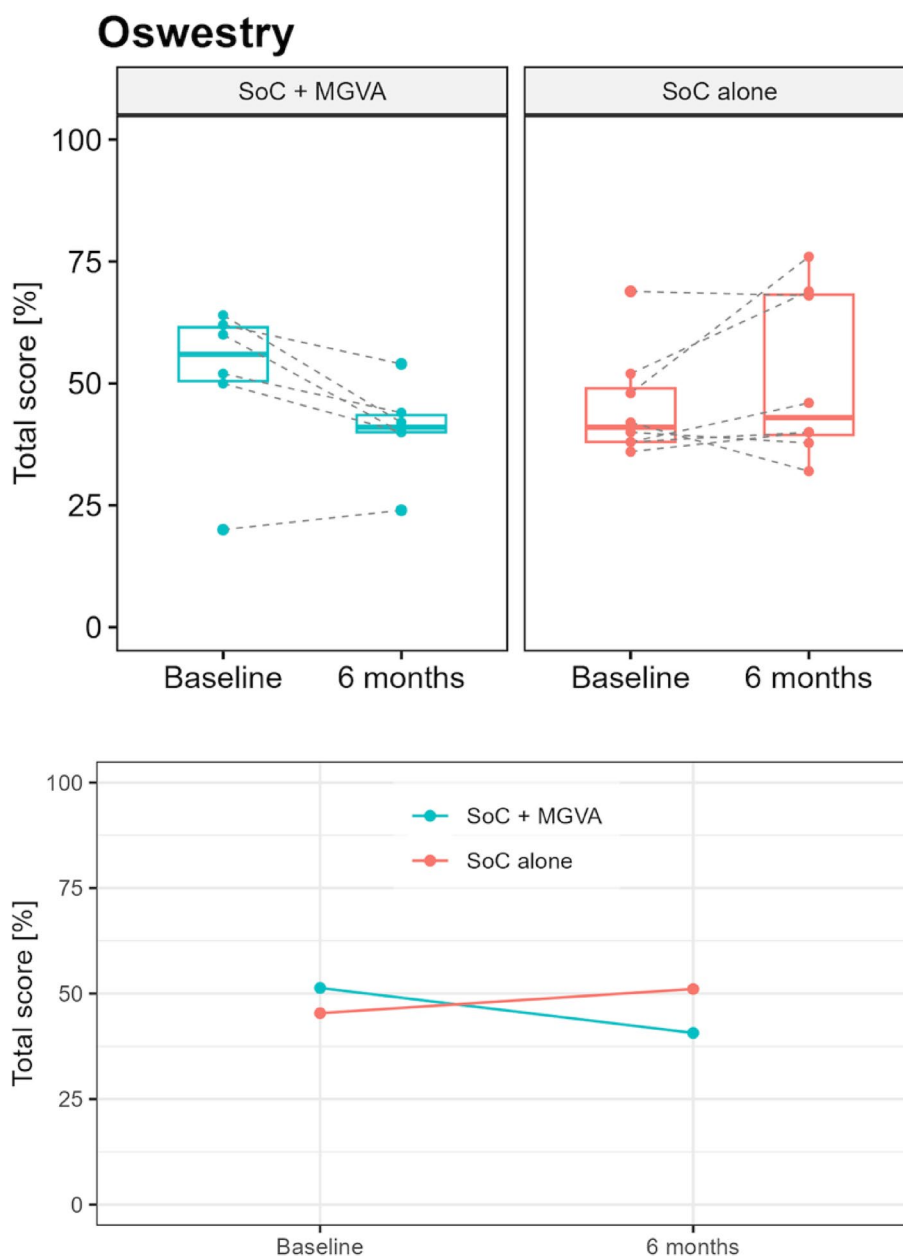 Oswestry
SoC + MGVA
SoC alone
Total score [%]
100
75
50
25
0
Baseline
6 months
Baseline
6 months
Total score [%]
100
75
50
25
0
SoC + MGVA
SoC alone
Baseline
6 months